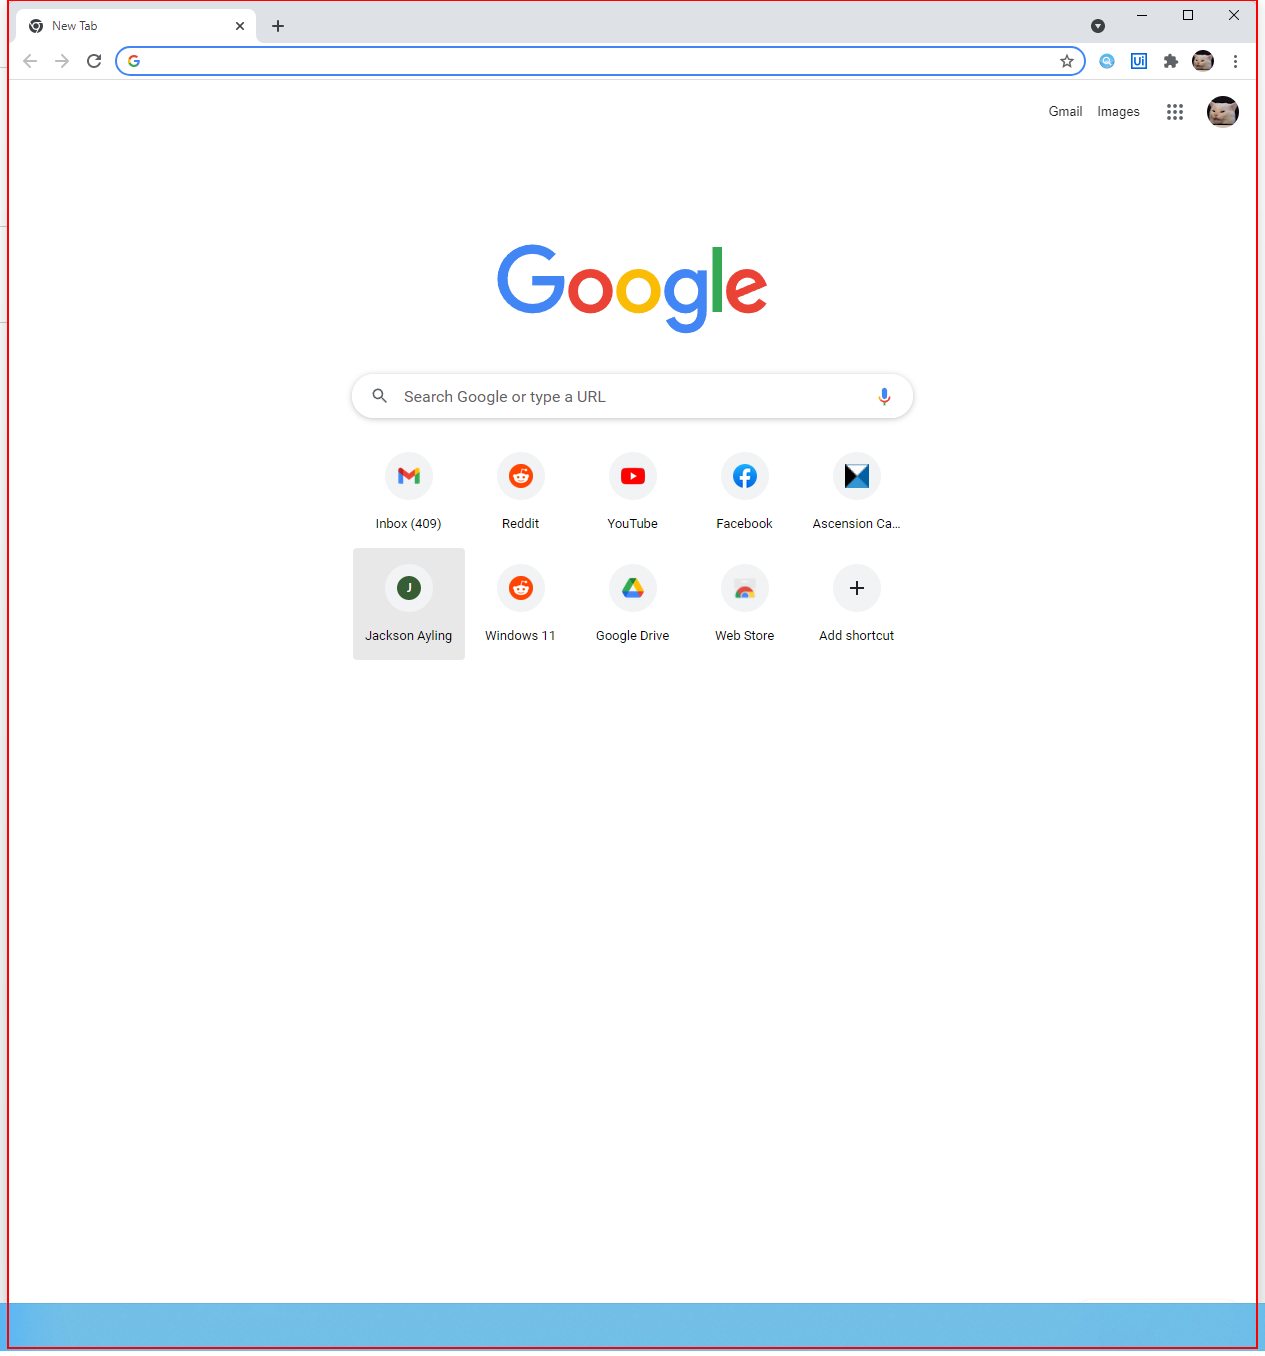 New Tab
Ui
Gmail Images
Google
Search Google or type a URL
Inbox (409) Reddit YouTube Facebook Ascension Ca...
J
Jackson Ayling Windows 11 Google Drive Web Store Add shortcut